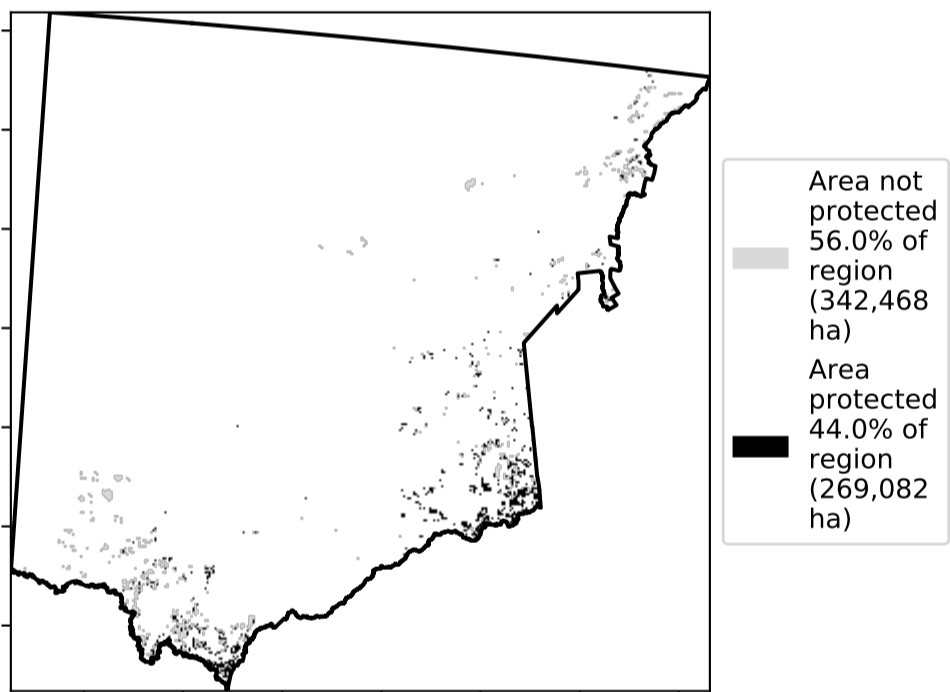 Area not
protected
56.0% of
region
(342,468
ha)
Area
protected
44.0% of
region
(269,082
ha)